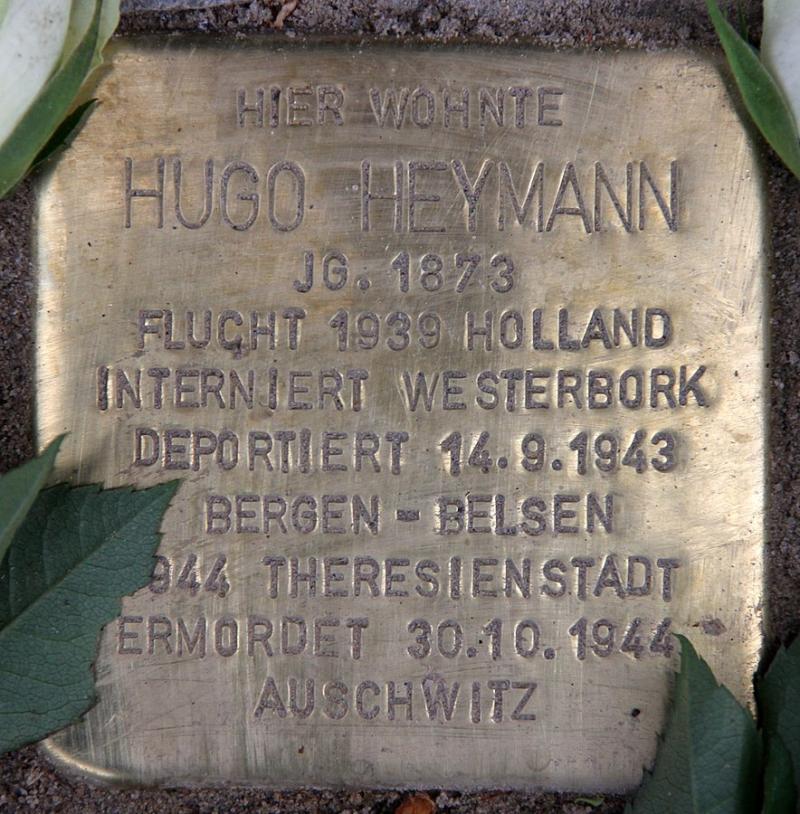 HIER WOHNTE
HUGO HEYMANN
JG. 1873
FLUCHT 1939 HOLLAND
INTERNIERT WESTERBORK
DEPORTIERT 14.9.1943
BERGEN - BELSEN
1944 THERESIENSTADT
ERMORDET 30.10.1944
AUSCHWITZ